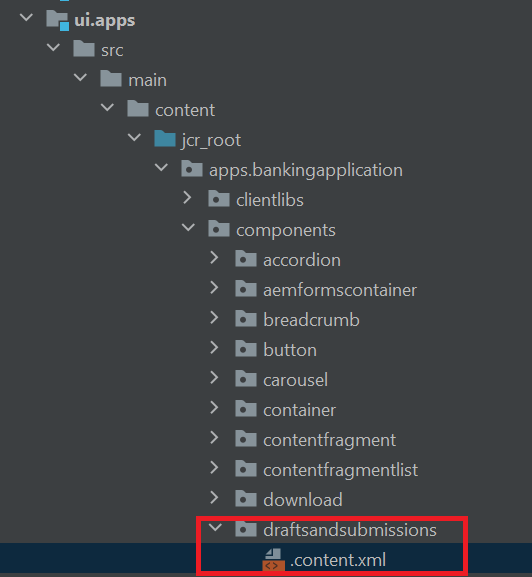 ui.apps
src
main
content
jcr_root
apps.bankingapplication
clientlibs
components
accordion
aemformscontainer
breadcrumb
button
carousel
container
contentfragment
contentfragmentlist
download
draftsandsubmissions
.content.xml